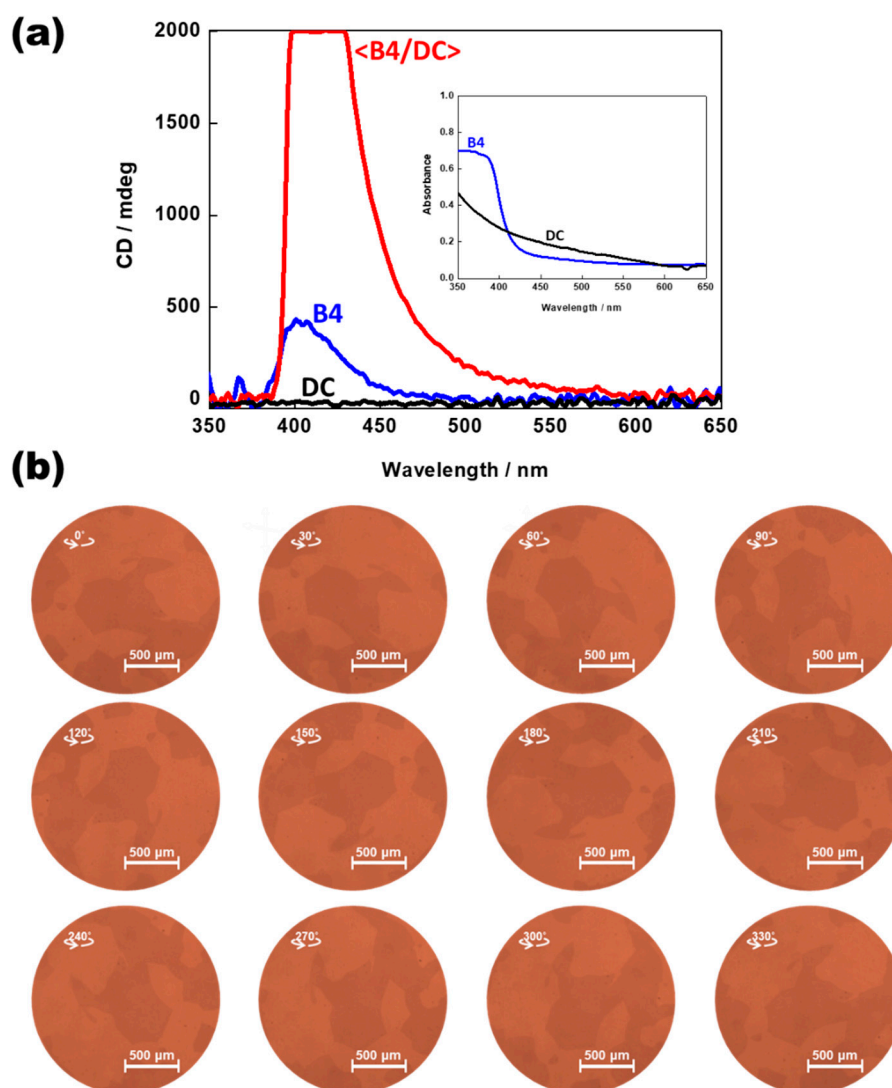 (a)
2000
1500
1000
500
0
CD / mdeg
<B4/DC>
B4
DC
350 400 450 500 550 600 650
Wavelength / nm
1.0
0.8
0.6
0.4
0.2
0.0
Absorbance
B4
DC
350 400 450 500 550 600 650
Wavelength / nm
(b)
0° 30° 60° 90°
500 µm 500 µm 500 µm 500 µm
120° 150° 180° 210°
500 µm 500 µm 500 µm 500 µm
240° 270° 300° 330°
500 µm 500 µm 500 µm 500 µm